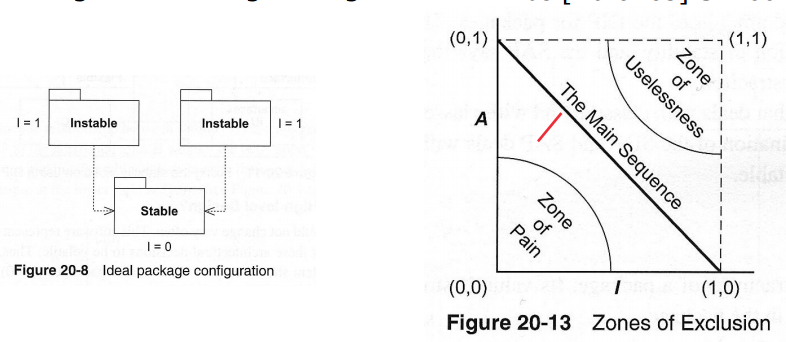 I = 1
Instable
Instable
I = 1
Stable
I = 0
Figure 20-8 Ideal package configuration
(0,1)
(1,1)
Zone
of
Uselessness
A
The Main Sequence
Zone
of
Pain
(0,0)
I
(1,0)
Figure 20-13 Zones of Exclusion